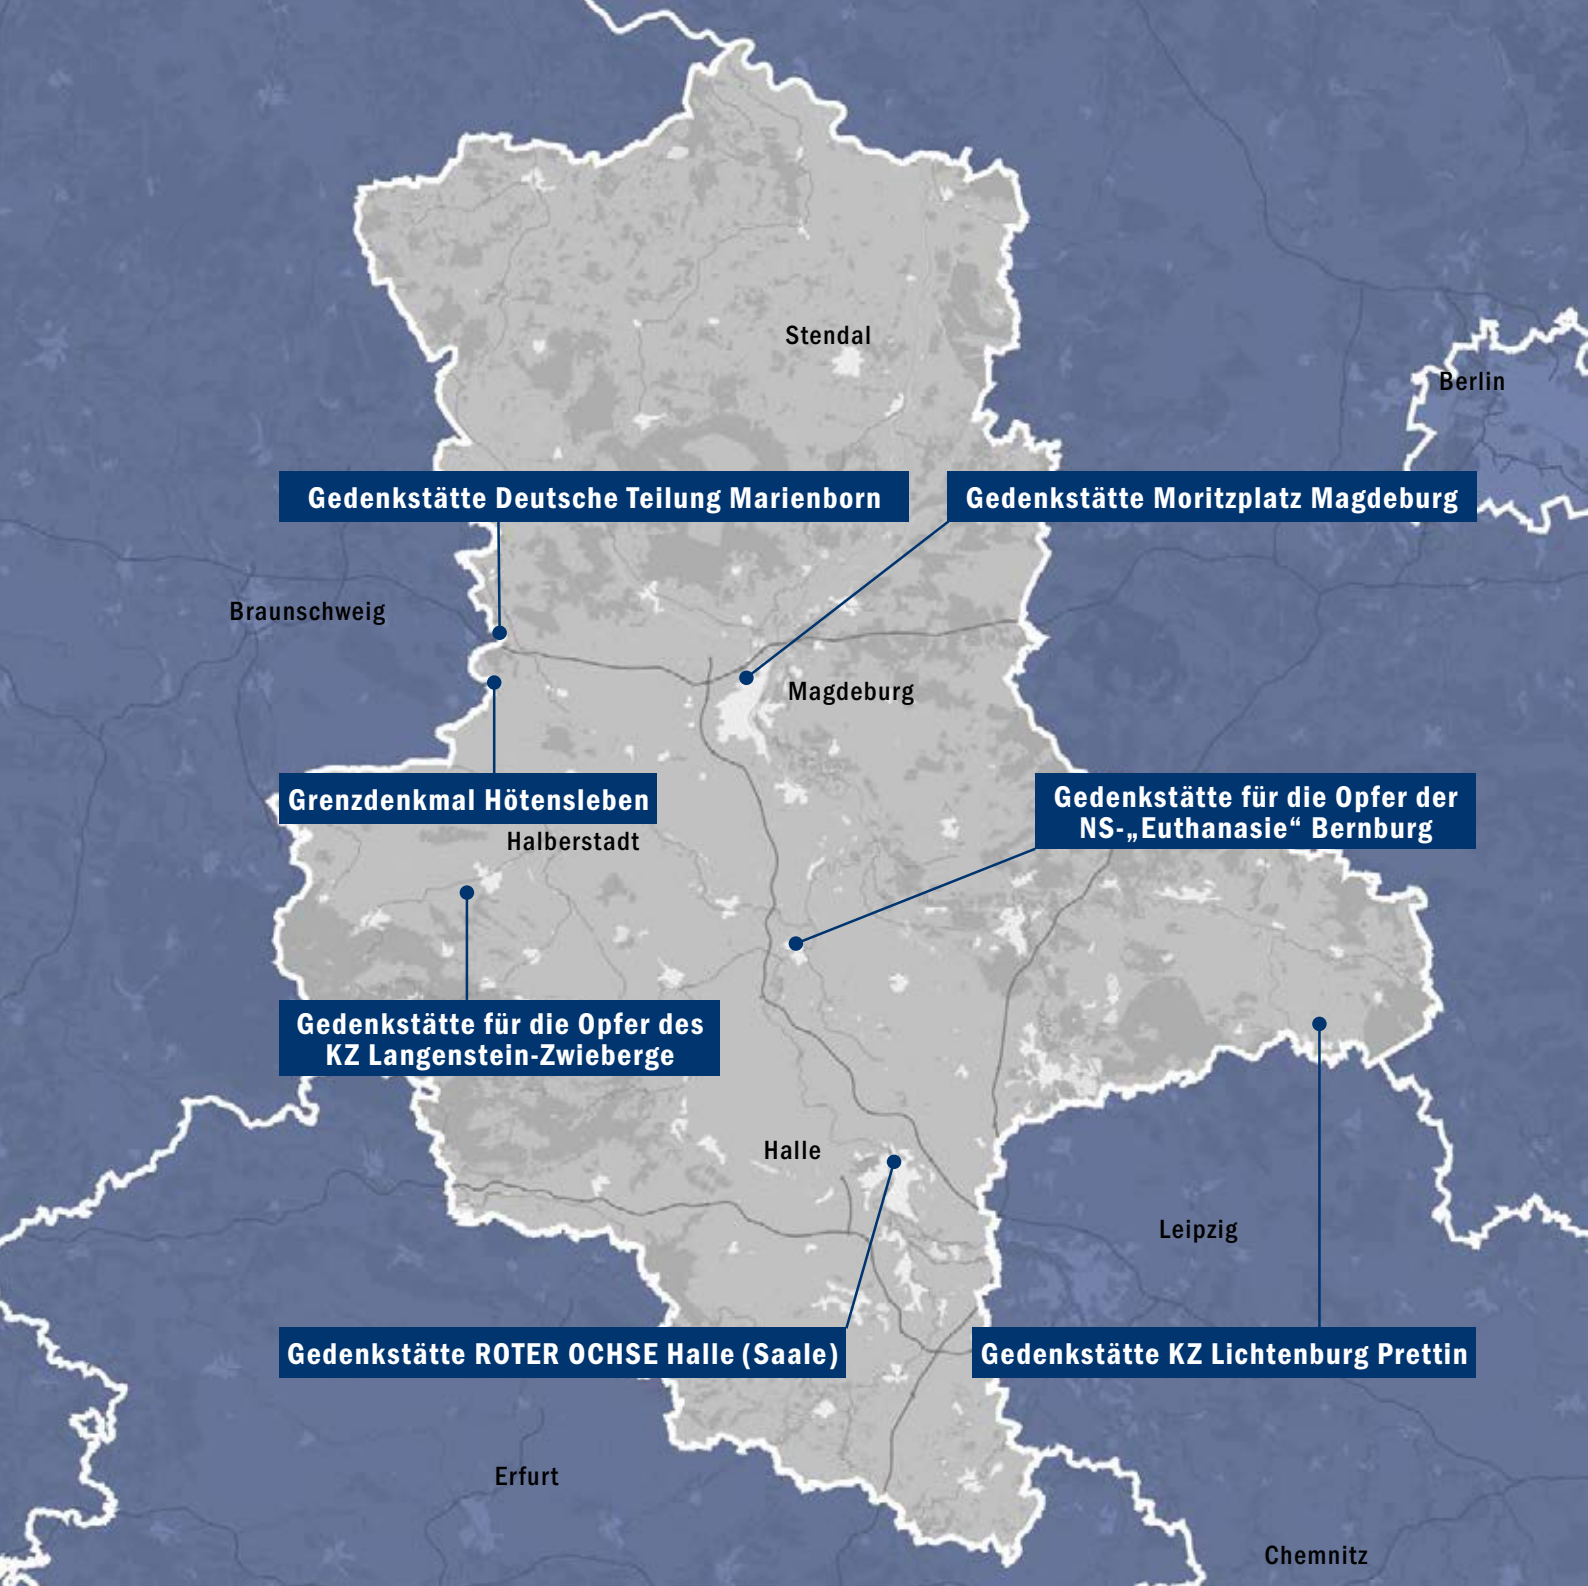 Stendal
Berlin
Gedenkstätte Deutsche Teilung Marienborn
Gedenkstätte Moritzplatz Magdeburg
Braunschweig
Magdeburg
Grenzdenkmal Hötensleben
Gedenkstätte für die Opfer der
NS-„Euthanasie“ Bernburg
Halberstadt
Gedenkstätte für die Opfer des
KZ Langenstein-Zwieberge
Halle
Leipzig
Gedenkstätte ROTER OCHSE Halle (Saale)
Gedenkstätte KZ Lichtenburg Prettin
Erfurt
Chemnitz